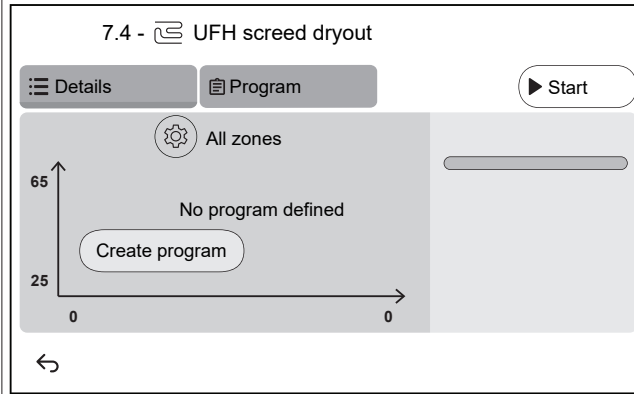 7.4 - UFH screed dryout
Details
Program
Start
All zones
65
No program defined
Create program
25
0
0